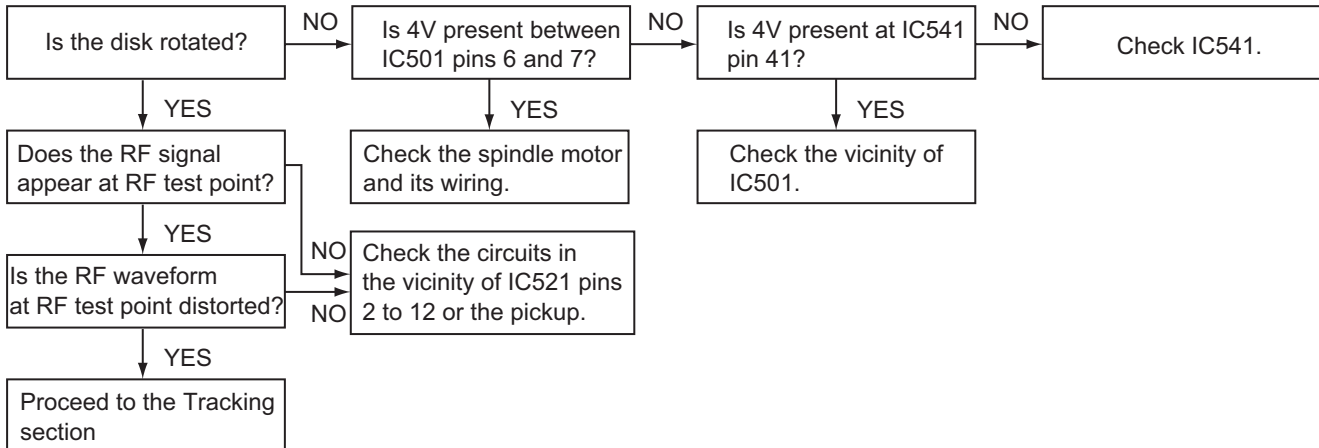 Is the disk rotated?
NO
Is 4V present between
IC501 pins 6 and 7?
NO
Is 4V present at IC541
pin 41?
NO
Check IC541.
YES
YES
YES
Does the RF signal
appear at RF test point?
Check the spindle motor
and its wiring.
Check the vicinity of
IC501.
YES
NO
Is the RF waveform
at RF test point distorted?
NO
Check the circuits in
the vicinity of IC521 pins
2 to 12 or the pickup.
YES
Proceed to the Tracking
section